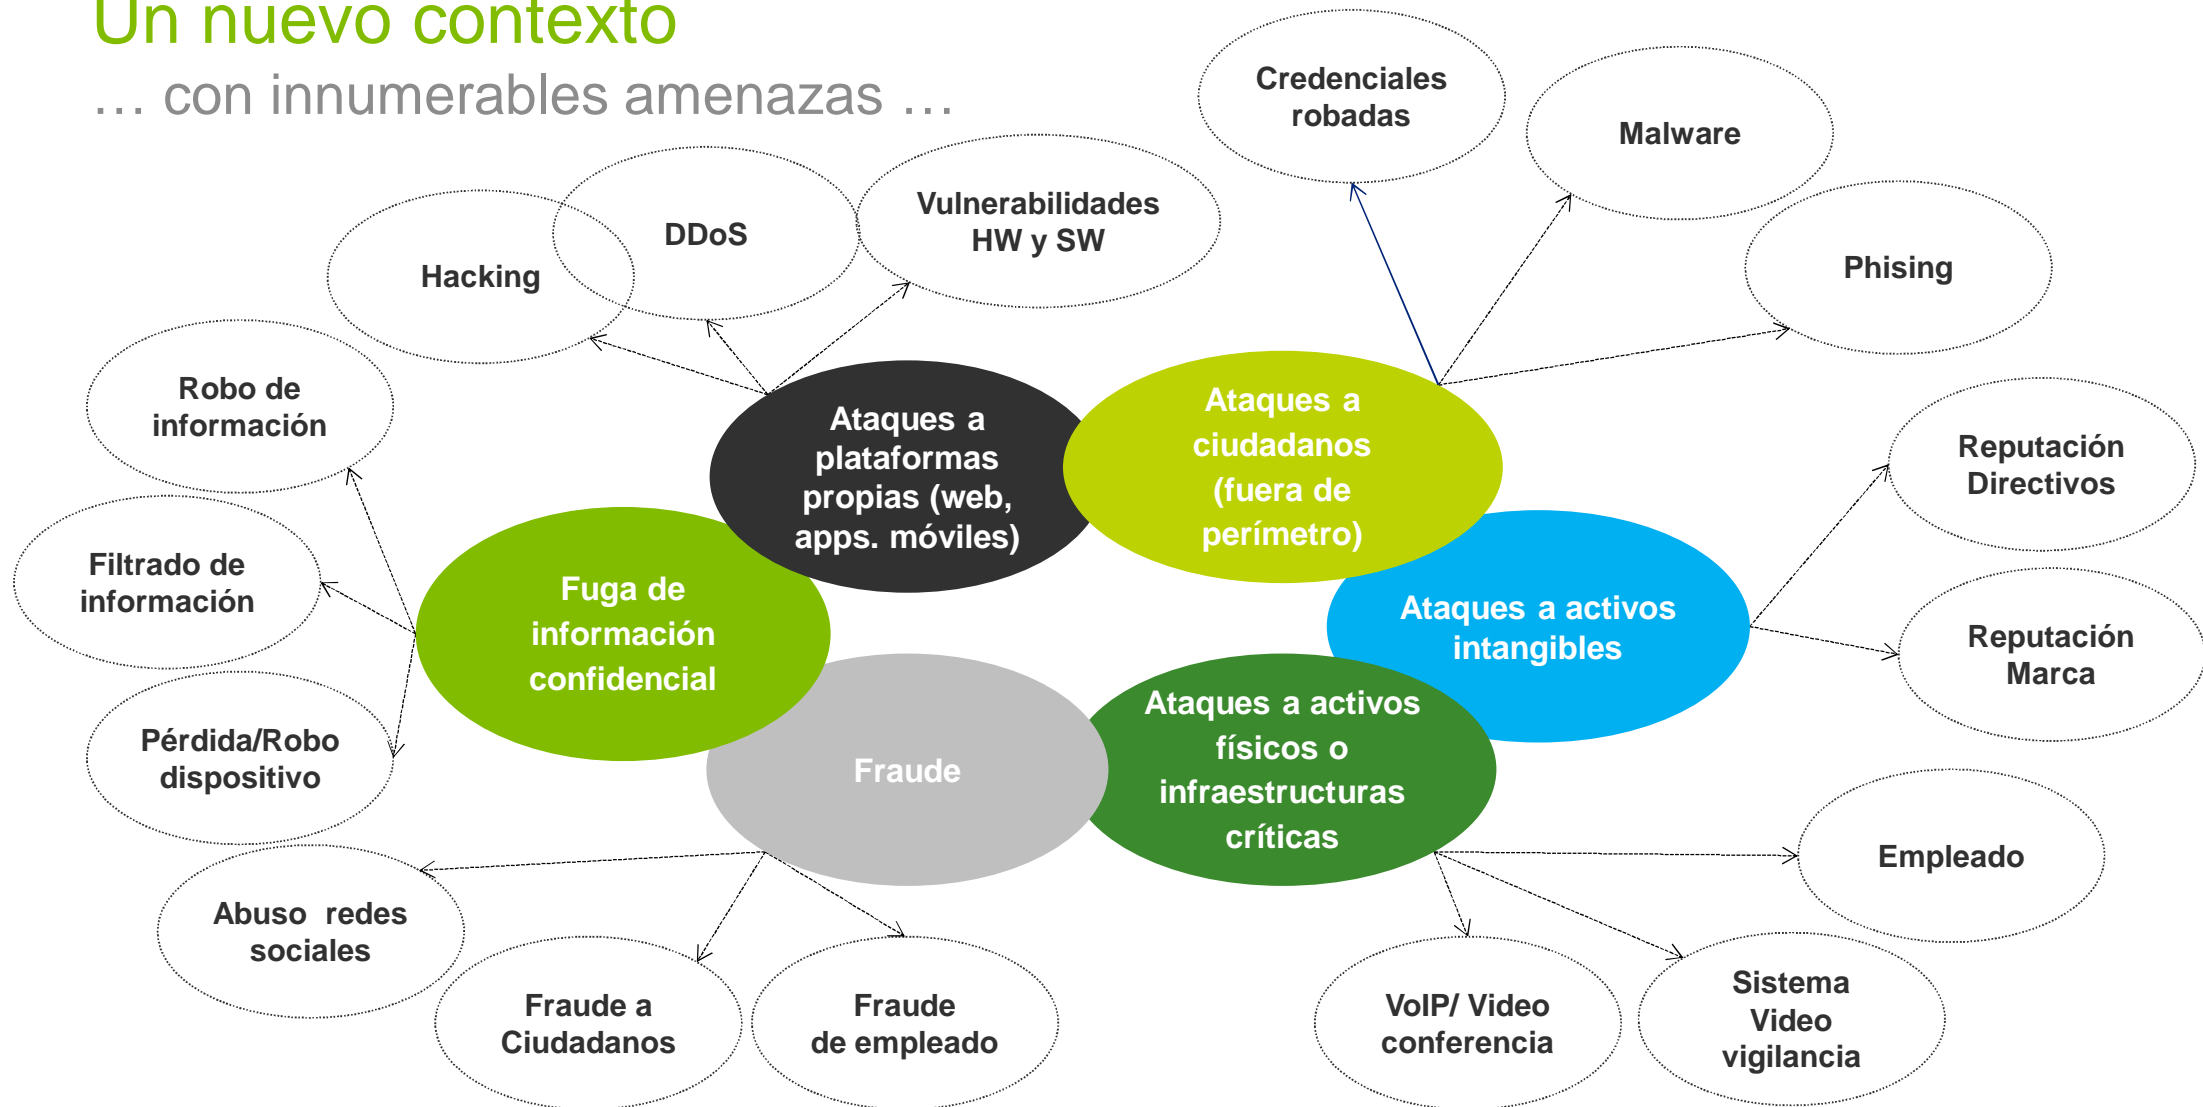 Un nuevo contexto
… con innumerables amenazas …
Credenciales
robadas
Malware
Phising
Vulnerabilidades
HW y SW
DDoS
Hacking
Robo de
información
Filtrado de
información
Pérdida/Robo
dispositivo
Ataques a
plataformas
propias (web,
apps. móviles)
Ataques a
ciudadanos
(fuera de
perímetro)
Reputación
Directivos
Reputación
Marca
Fuga de
información
confidencial
Ataques a activos
intangibles
Fraude
Ataques a activos
físicos o
infraestructuras
críticas
Empleado
Abuso  redes
sociales
Fraude a
Ciudadanos
Fraude
de empleado
VoIP/ Video
conferencia
Sistema
Video
vigilancia